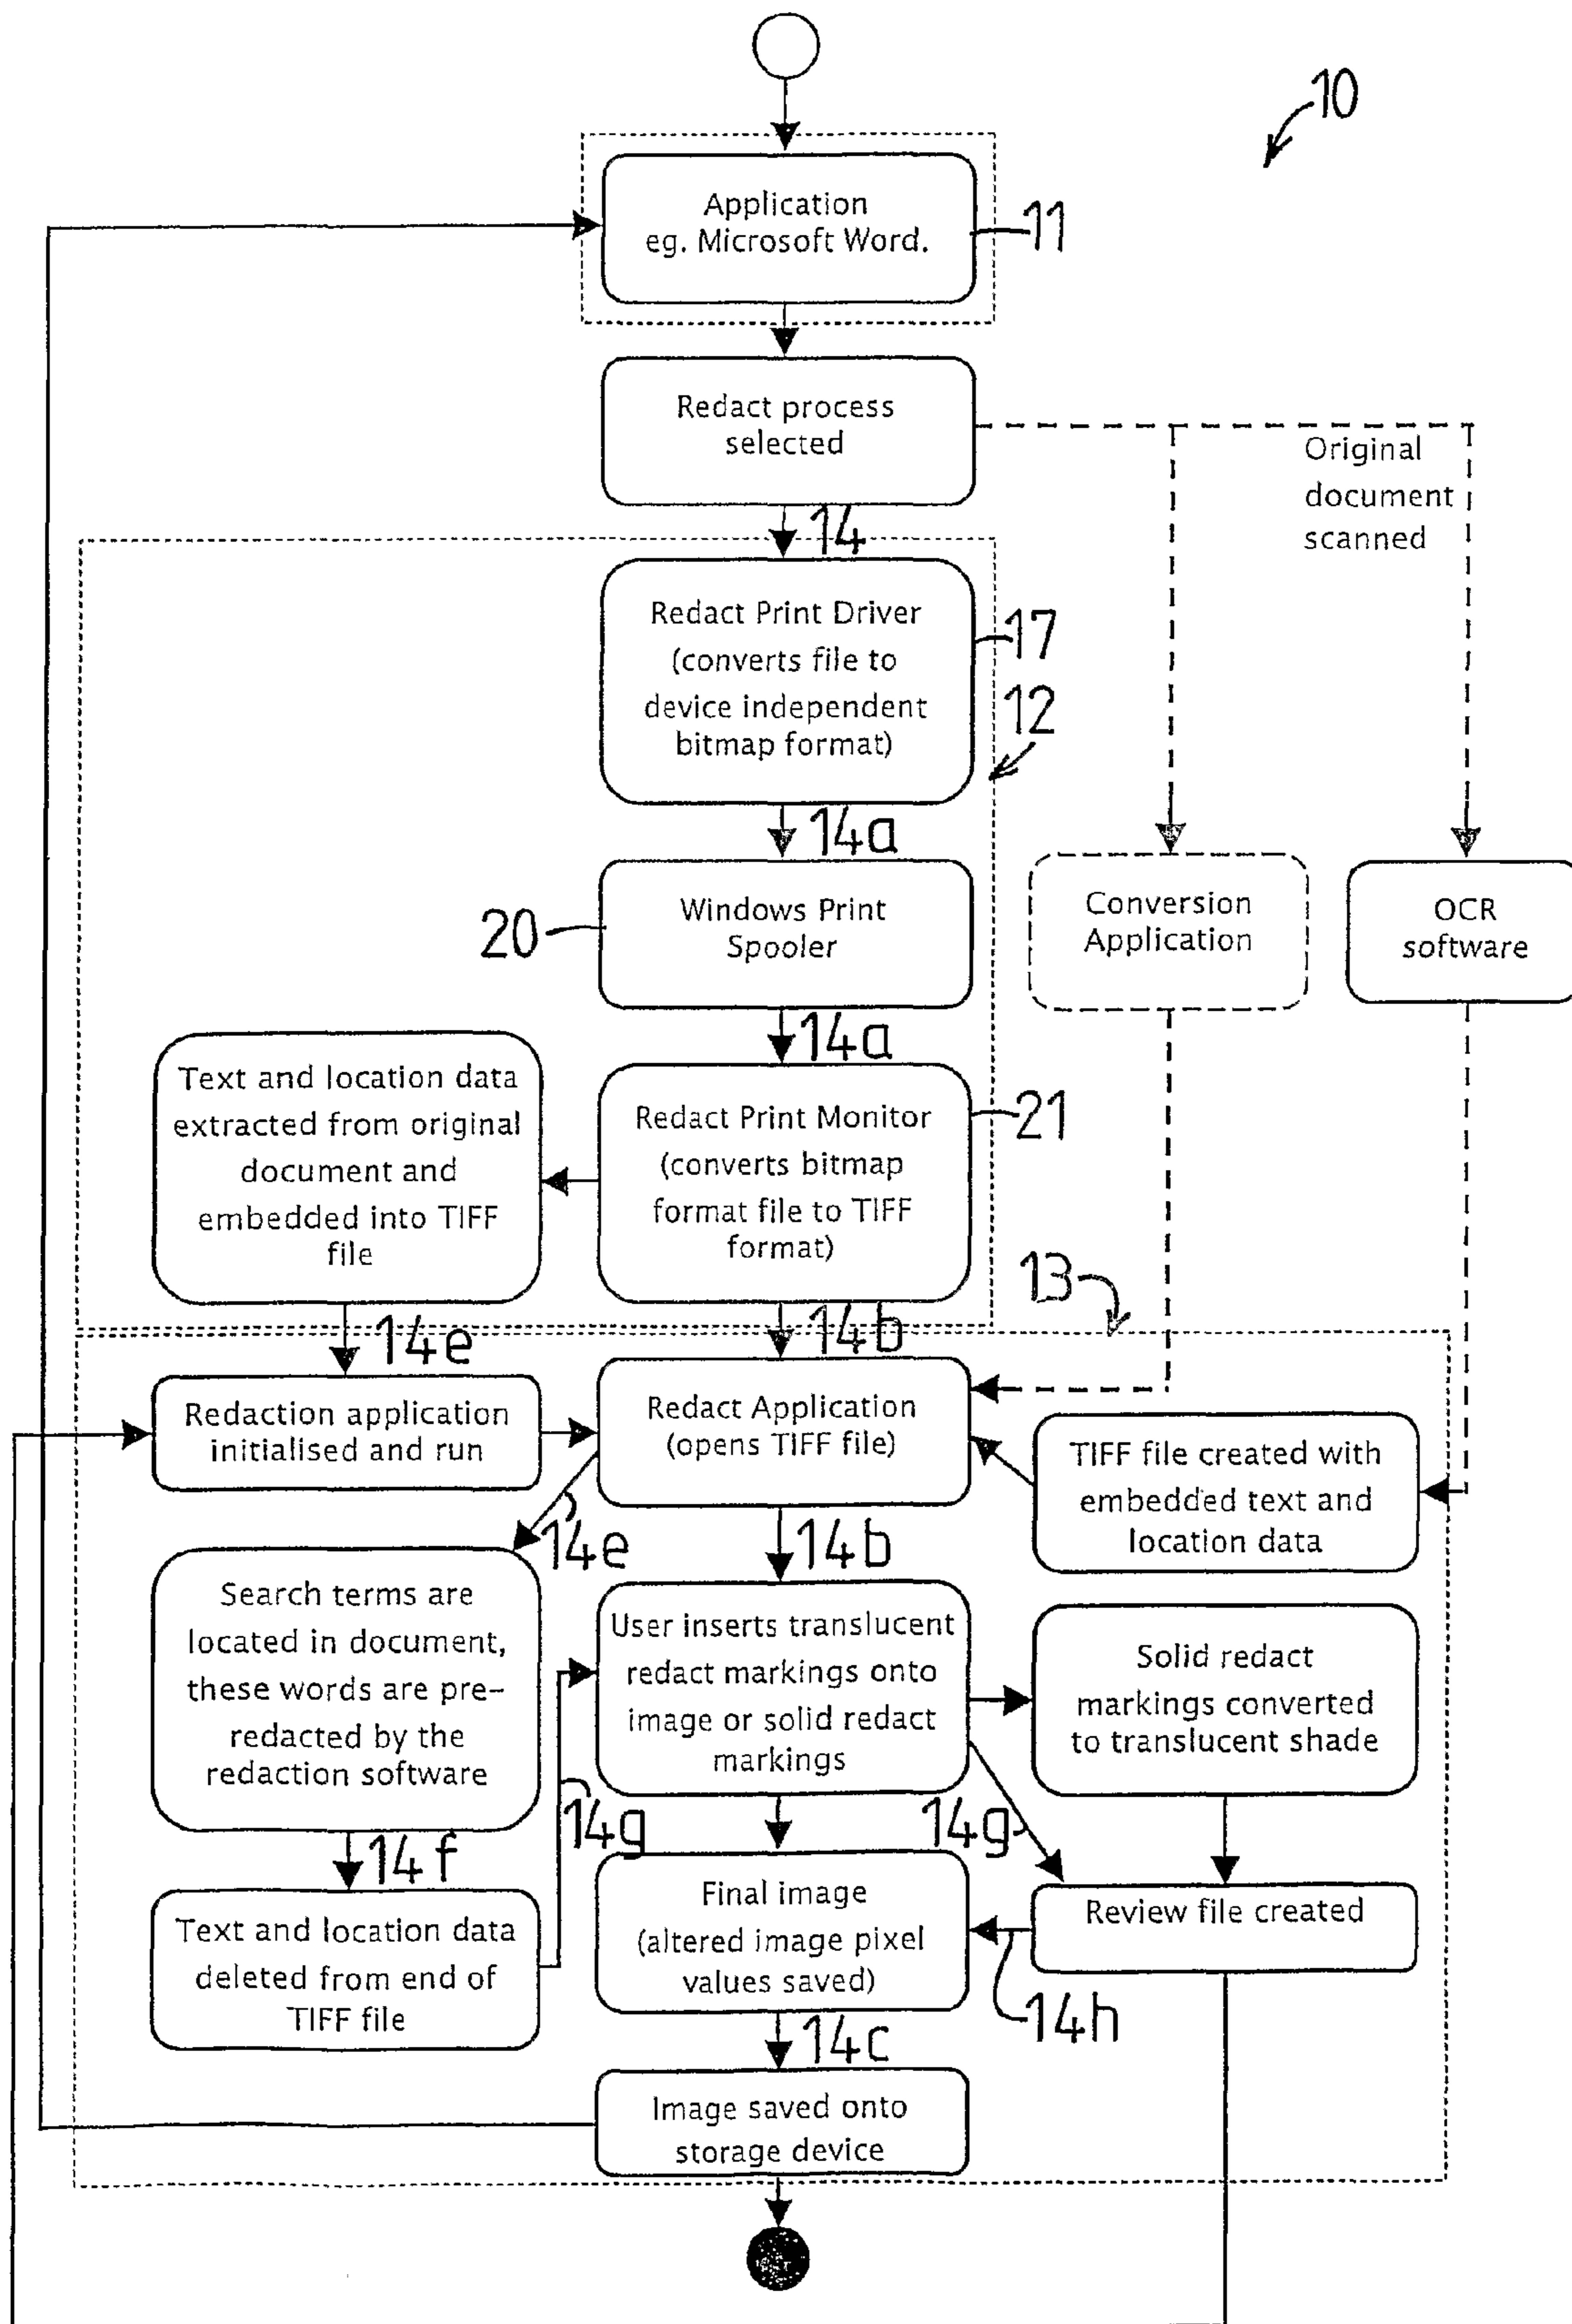 10
Application
eg. Microsoft Word.
11
Redact process
selected
Original
document
scanned
14
Redact Print Driver
(converts file to
device independent
bitmap format)
17
12
14a
Windows Print
Spooler
20
Conversion
Application
OCR
software
14a
Text and location data
extracted from original
document and
embedded into TIFF
file
Redact Print Monitor
(converts bitmap
format file to TIFF
format)
21
13
14e
14b
Redaction application
initialised and run
Redact Application
(opens TIFF file)
TIFF file created with
embedded text and
location data
14e
14b
Search terms are
located in document,
these words are pre-
redacted by the
redaction software
User inserts translucent
redact markings onto
image or solid redact
markings
Solid redact
markings converted
to translucent shade
14g
14g
14f
Text and location data
deleted from end of
TIFF file
Final image
(altered image pixel
values saved)
Review file created
14h
14c
Image saved onto
storage device